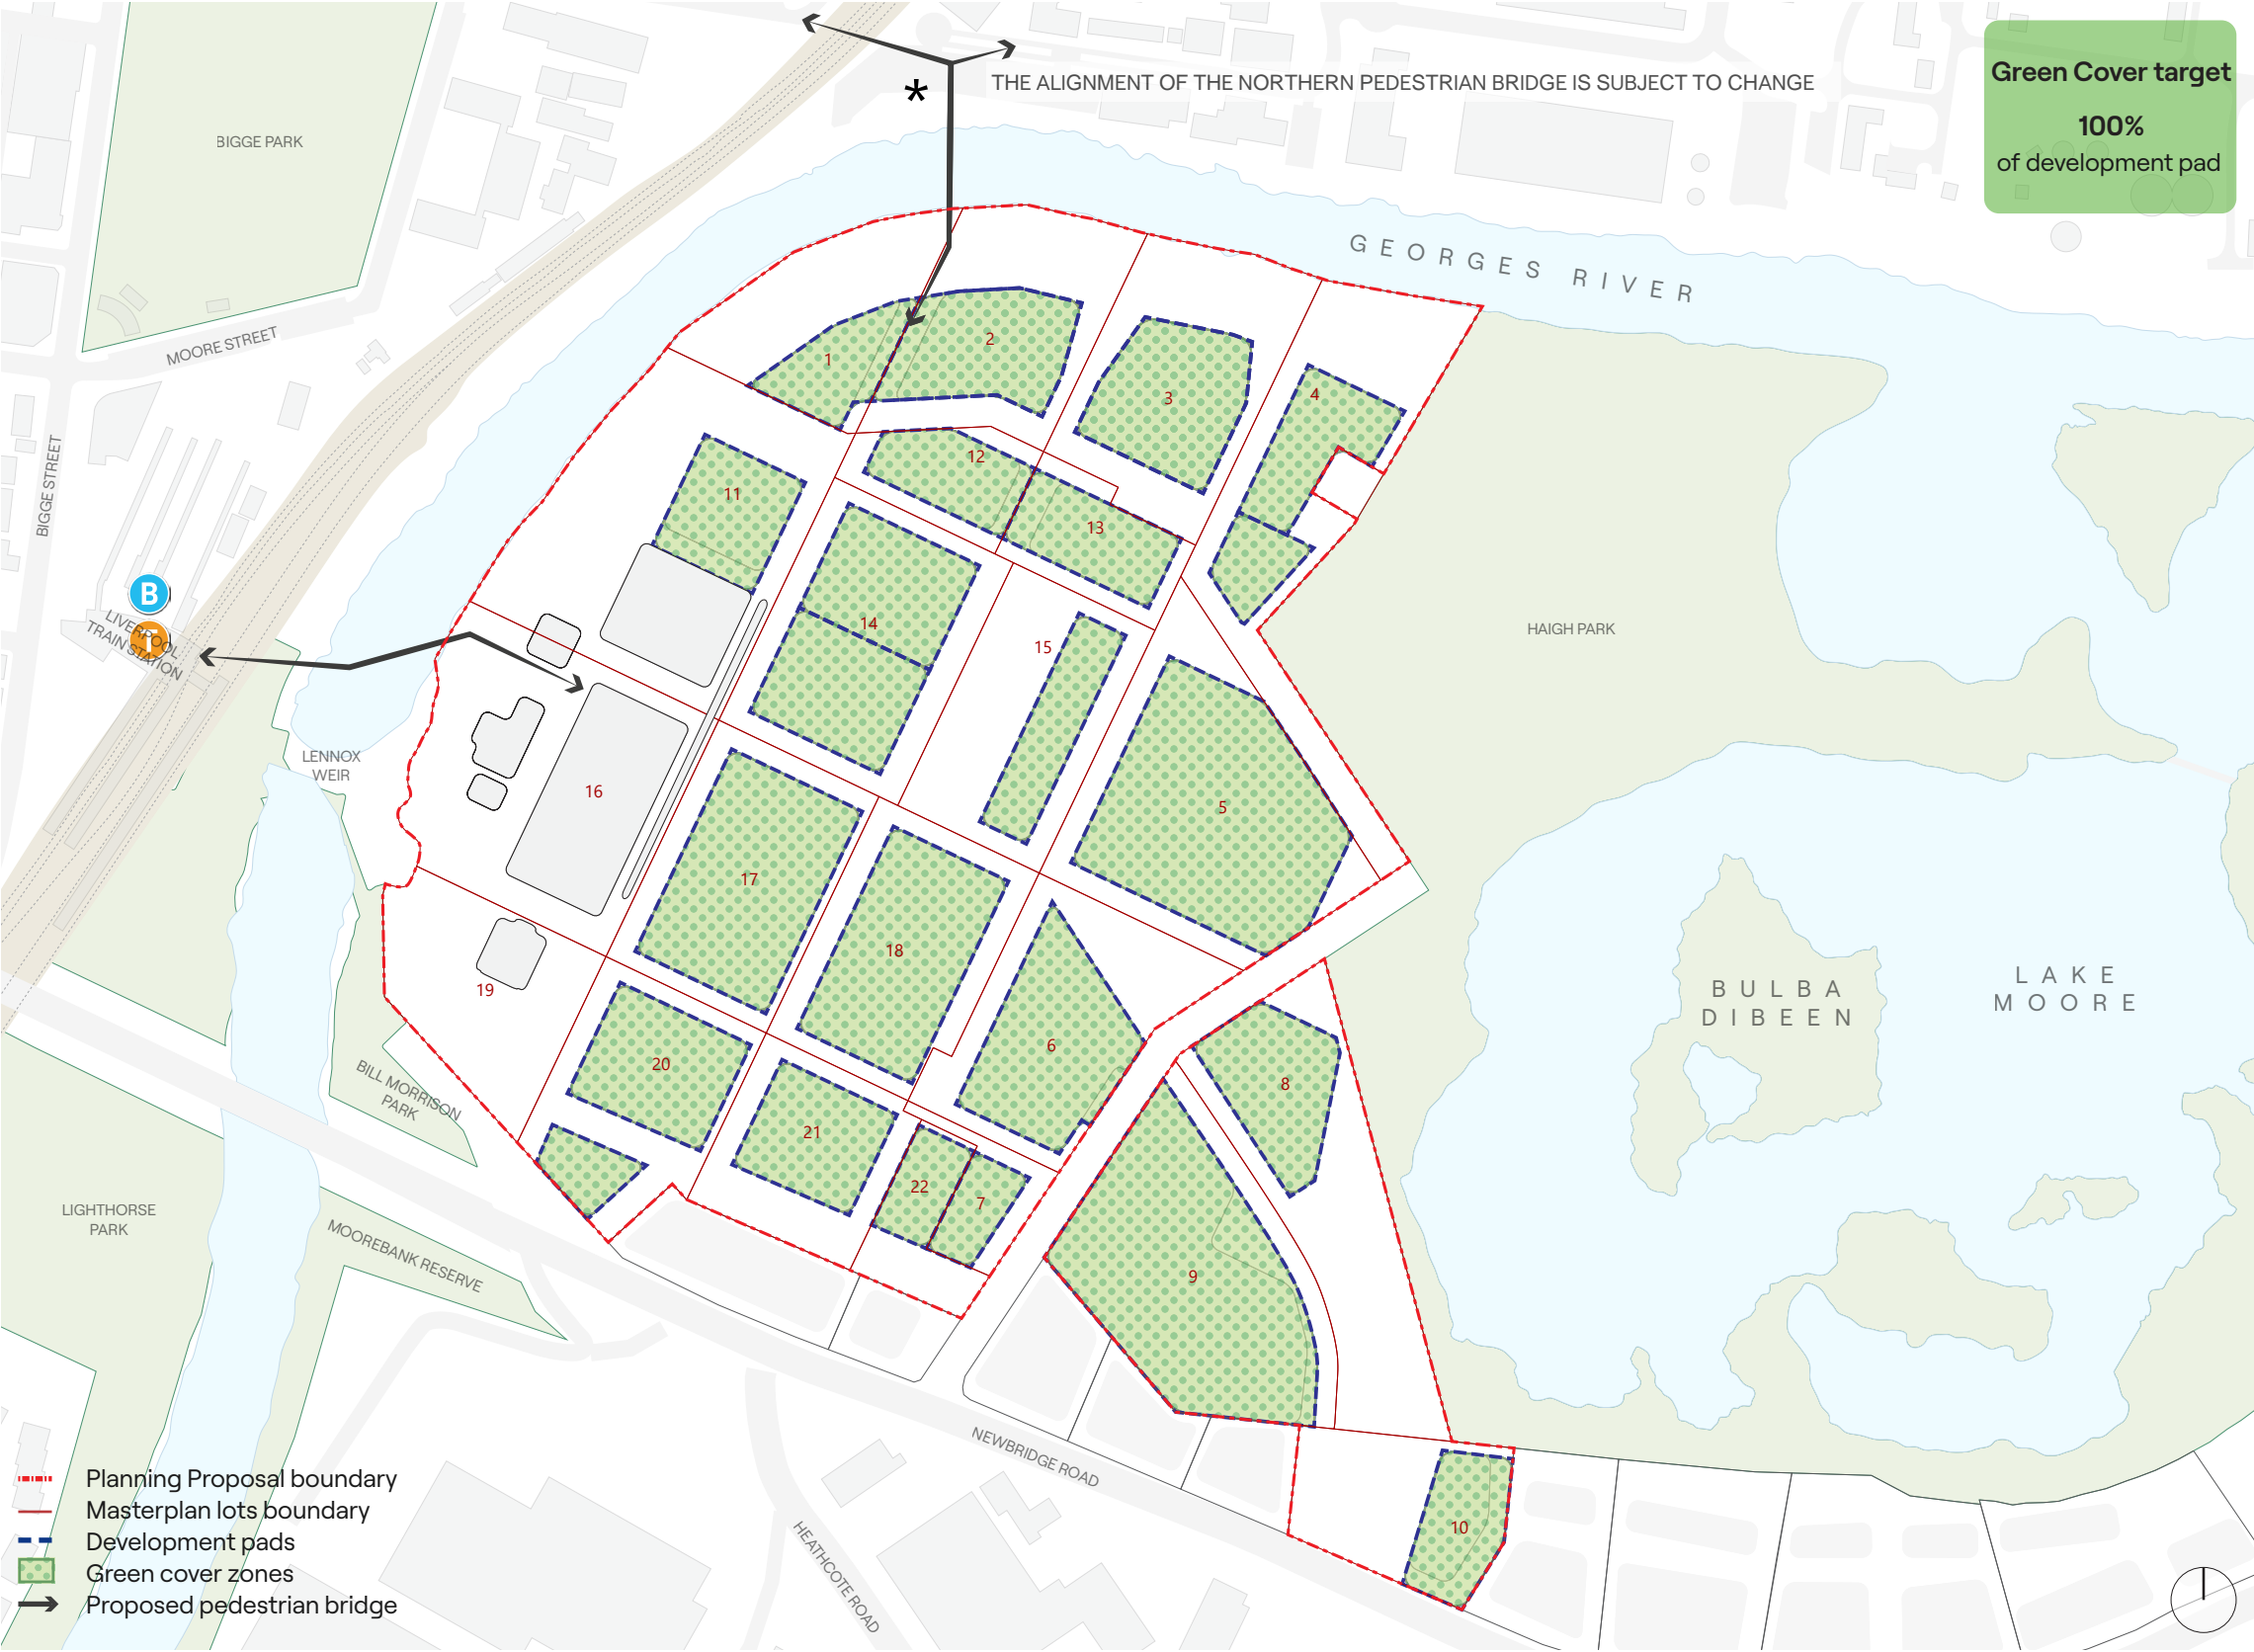 Green Cover target
100%
of development pad
*
THE ALIGNMENT OF THE NORTHERN PEDESTRIAN BRIDGE IS SUBJECT TO CHANGE
BIGGE PARK
MOORE STREET
BIGGE STREET
GEORGES RIVER
1
2
3
4
12
11
13
14
15
B
T
LIVERPOOL
TRAIN STATION
HAIGH PARK
LENNOX
WEIR
16
5
17
18
19
20
6
8
21
22
7
9
10
BULBA
DIBEEN
LAKE
MOORE
BILL MORRISON
PARK
LIGHTHORSE
PARK
MOOREBANK RESERVE
NEWBRIDGE ROAD
HEATHCOTE ROAD
Planning Proposal boundary
Masterplan lots boundary
Development pads
Green cover zones
Proposed pedestrian bridge